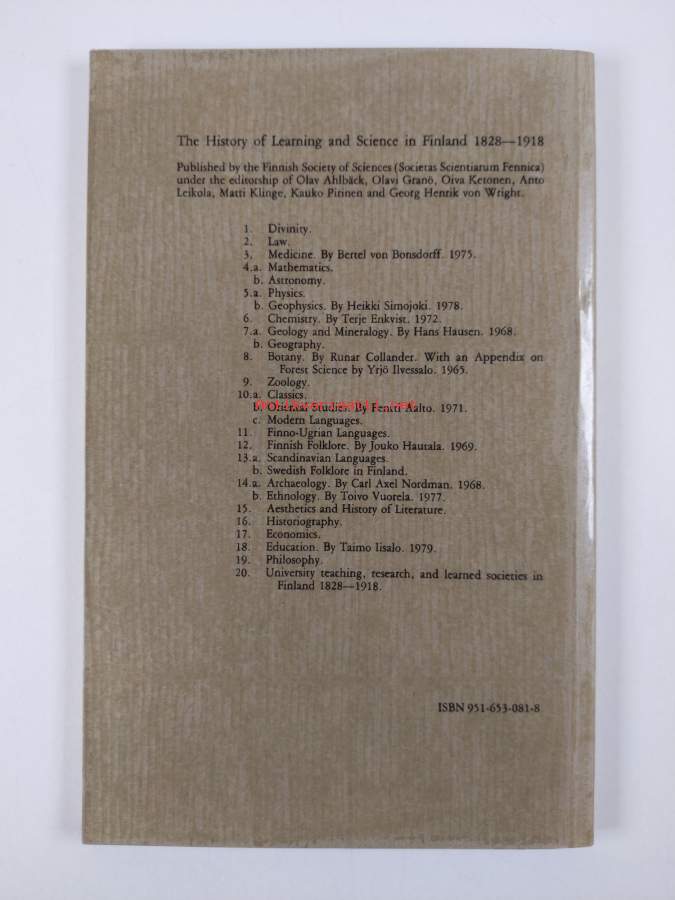 The History of Learning and Science in Finland 1828—1918
Published by the Finnish Society of Sciences (Societas Scientiarum Fennica)
under the editorship of Olav Ahlbäck, Olavi Granö, Oiva Ketonen, Anto
Leikola, Matti Klinge, Kauko Pirinen and Georg Henrik von Wright.
1. Divinity.
2. Law.
3. Medicine. By Bertel von Bonsdorff. 1975.
4.a. Mathematics.
b. Astronomy.
5.a. Physics.
b. Geophysics. By Heikki Simojoki. 1978.
6. Chemistry. By Terje Enkvist. 1972.
7.a. Geology and Mineralogy. By Hans Hausen. 1968.
b. Geography.
8. Botany. By Runar Collander. With an Appendix on
Forest Science by Yrjö Ilvessalo. 1965.
9. Zoology.
10.a. Classics.
b. Oriental Studies. By Pentti Aalto. 1971.
c. Modern Languages.
11. Finno-Ugrian Languages.
12. Finnish Folklore. By Jouko Hautala. 1969.
13.a. Scandinavian Languages.
b. Swedish Folklore in Finland.
14.a. Archaeology. By Carl Axel Nordman. 1968.
b. Ethnology. By Toivo Vuorela. 1977.
15. Aesthetics and History of Literature.
16. Historiography.
17. Economics.
18. Education. By Taimo Iisalo. 1979.
19. Philosophy.
20. University teaching, research, and learned societies in
Finland 1828—1918.
ISBN 951-653-081-8